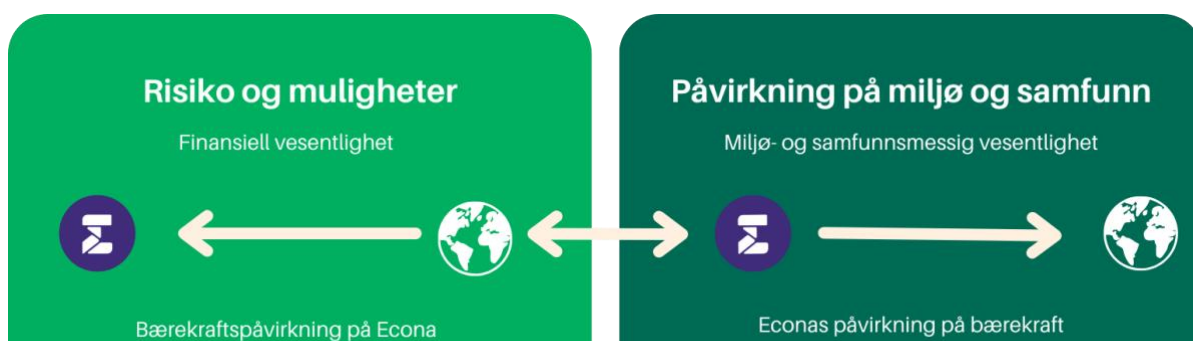 Risiko og muligheter
Finansiell vesentlighet
Bærekraftspåvirkning på Econa
Påvirkning på miljø og samfunn
Miljø- og samfunnsmessig vesentlighet
Econas påvirkning på bærekraft